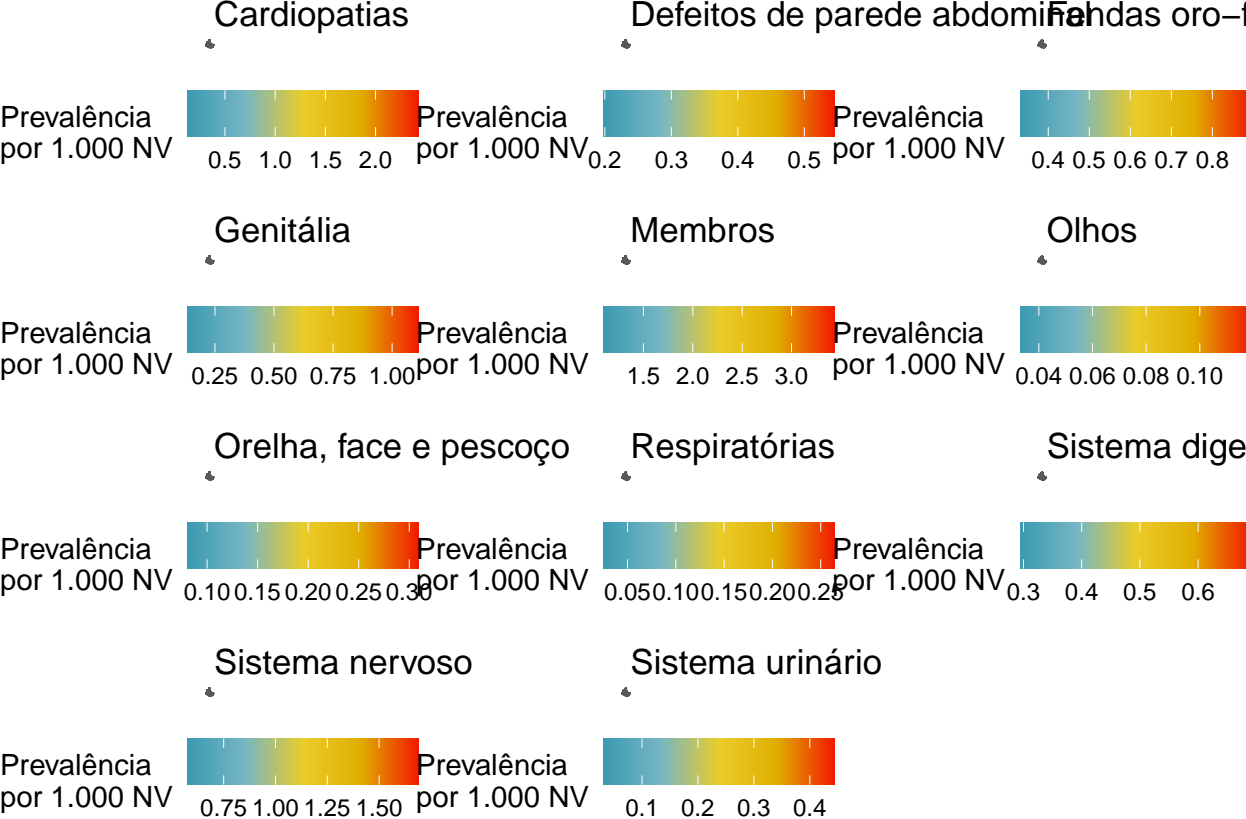 Cardiopatias
Defeitos de parede abdominal
Fendas oro−f
Prevalência
por 1.000 NV
0.5 1.0 1.5 2.0
Prevalência
por 1.000 NV
0.2 0.3 0.4 0.5
Prevalência
por 1.000 NV
0.4 0.5 0.6 0.7 0.8
Genitália
Membros
Olhos
Prevalência
por 1.000 NV
0.25 0.50 0.75 1.00
Prevalência
por 1.000 NV
1.5 2.0 2.5 3.0
Prevalência
por 1.000 NV
0.04 0.06 0.08 0.10
Orelha, face e pescoço
Respiratórias
Sistema dige
Prevalência
por 1.000 NV
0.10 0.15 0.20 0.25 0.30
Prevalência
por 1.000 NV
0.05 0.10 0.15 0.20 0.25
Prevalência
por 1.000 NV
0.3 0.4 0.5 0.6
Sistema nervoso
Sistema urinário
Prevalência
por 1.000 NV
0.75 1.00 1.25 1.50
Prevalência
por 1.000 NV
0.1 0.2 0.3 0.4